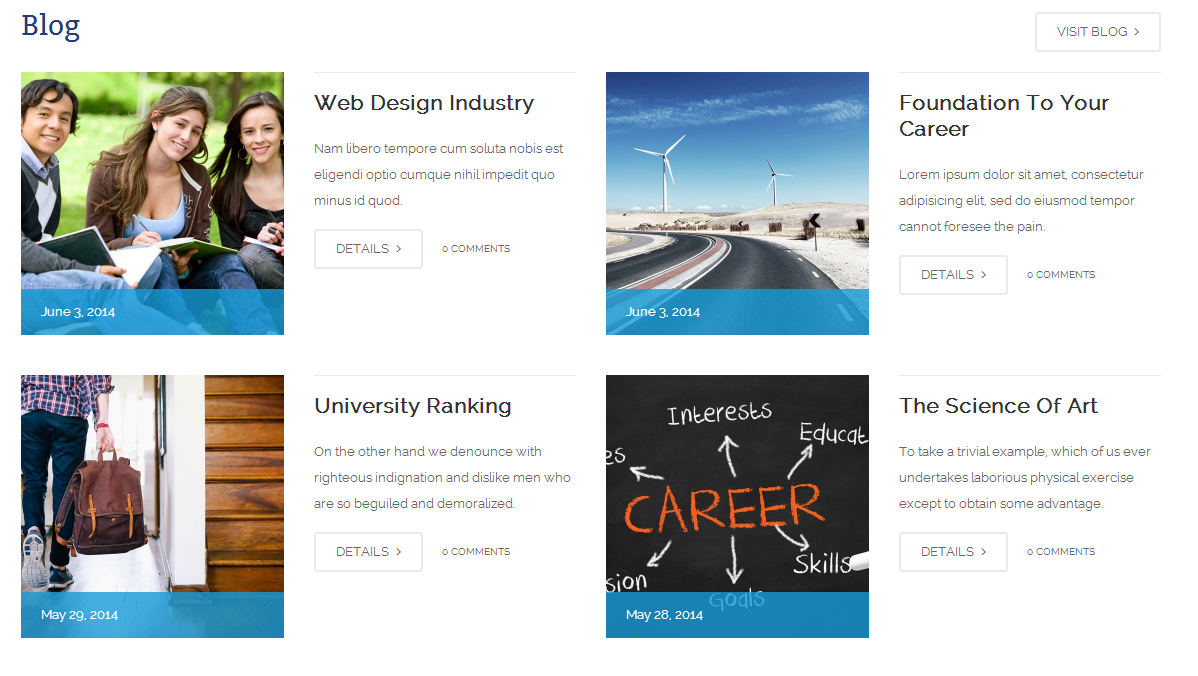 Blog
VISIT BLOG >
June 3, 2014
Web Design Industry
Nam libero tempore cum soluta nobis est
eligendi optio cumque nihil impedit quo
minus id quod.
DETAILS >
0 COMMENTS
June 3, 2014
Foundation To Your
Career
Lorem ipsum dolor sit amet, consectetur
adipisicing elit, sed do eiusmod tempor
cannot foresee the pain.
DETAILS >
0 COMMENTS
May 29, 2014
University Ranking
On the other hand we denounce with
righteous indignation and dislike men who
are so beguiled and demoralized.
DETAILS >
0 COMMENTS
Interests
Educat
es
CAREER
Skills
sion
Goals
May 28, 2014
The Science Of Art
To take a trivial example, which of us ever
undertakes laborious physical exercise
except to obtain some advantage.
DETAILS >
0 COMMENTS